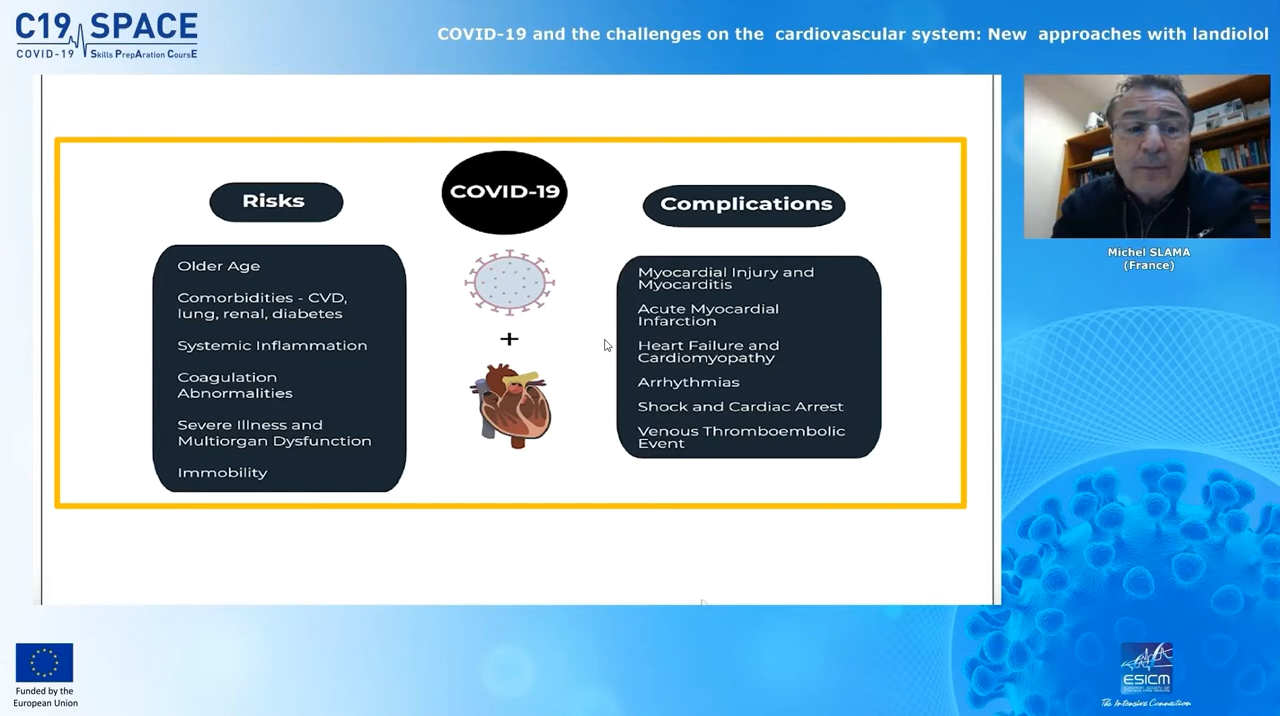 C19 SPACE
COVID-19 Skills PrepAration CoursE
COVID-19 and the challenges on the cardiovascular system: New approaches with landiolol
Risks
Older Age
Comorbidities - CVD,
lung, renal, diabetes
Systemic Inflammation
Coagulation
Abnormalities
Severe Illness and
Multiorgan Dysfunction
Immobility
COVID-19
+
Complications
Myocardial Injury and
Myocarditis
Acute Myocardial
Infarction
Heart Failure and
Cardiomyopathy
Arrhythmias
Shock and Cardiac Arrest
Venous Thromboembolic
Event
Michel SLAMA
(France)
Funded by the
European Union
ESICM
The Intensive Connection